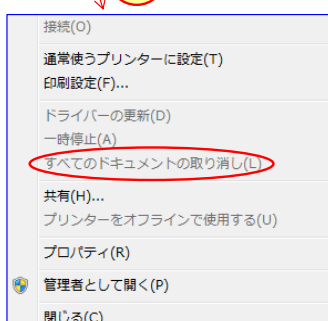 接続(O)
通常使うプリンターに設定(T)
印刷設定(F)...
ドライバーの更新(D)
一時停止(A)
すべてのドキュメントの取り消し(L)
共有(H)...
プリンターをオフラインで使用する(U)
プロパティ(R)
管理者として開く(P)
閉じる(C)